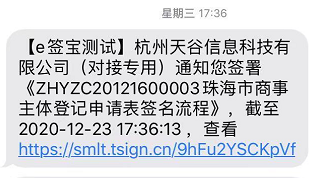 星期三 17:36
【e签宝测试】杭州天谷信息科技有
限公司（对接专用）通知您签署
《ZHYZC20121600003珠海市商事
主体登记申请表签名流程》，截至
2020-12-23 17:36:13 ，查看
https://smlt.tsign.cn/9hFu2YSCKpVf